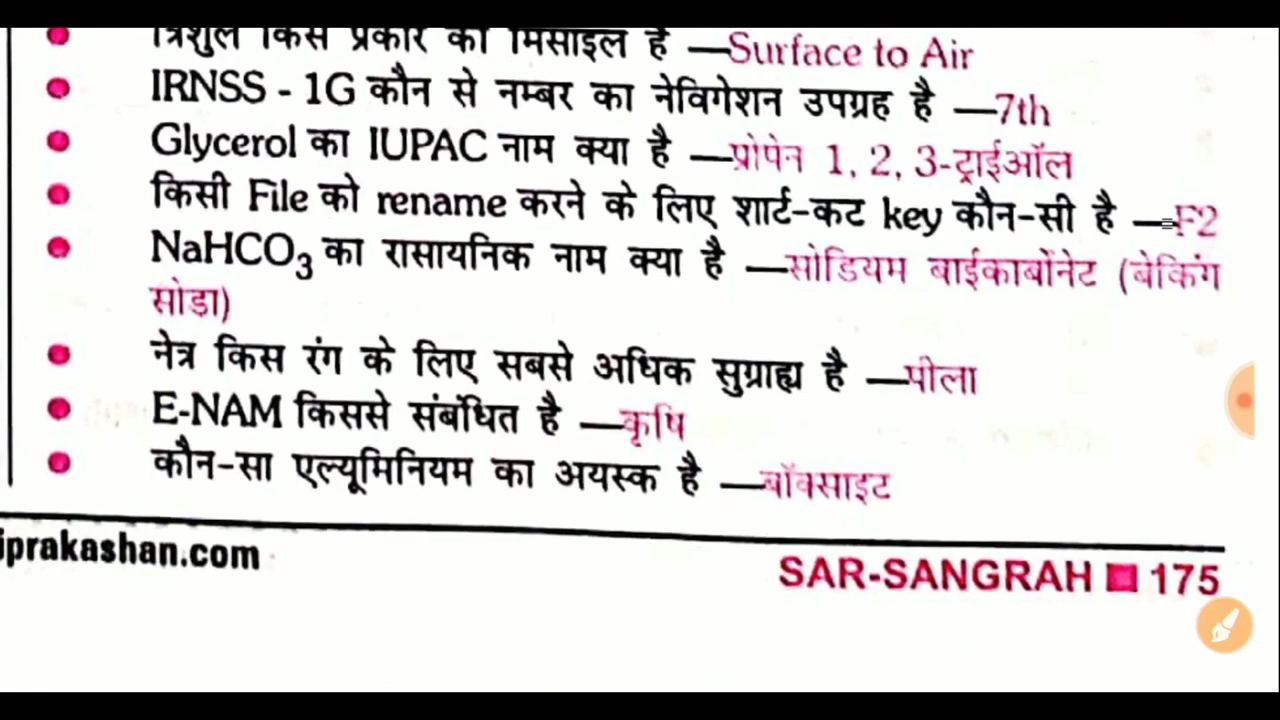 त्रिशुल किस प्रकार की मिसाइल है —Surface to Air
IRNSS - 1G कौन से नम्बर का नेविगेशन उपग्रह है —7th
Glycerol का IUPAC नाम क्या है —प्रोपेन 1, 2, 3-ट्राईऑल
किसी File को rename करने के लिए शार्ट-कट key कौन-सी है —F2
NaHCO₃ का रासायनिक नाम क्या है —सोडियम बाईकार्बोनेट (बेकिंग
सोडा)
नेत्र किस रंग के लिए सबसे अधिक सुग्राह्य है —पीला
E-NAM किससे संबंधित है —कृषि
कौन-सा एल्यूमिनियम का अयस्क है —बॉक्साइट
iprakashan.com
SAR-SANGRAH ■ 175